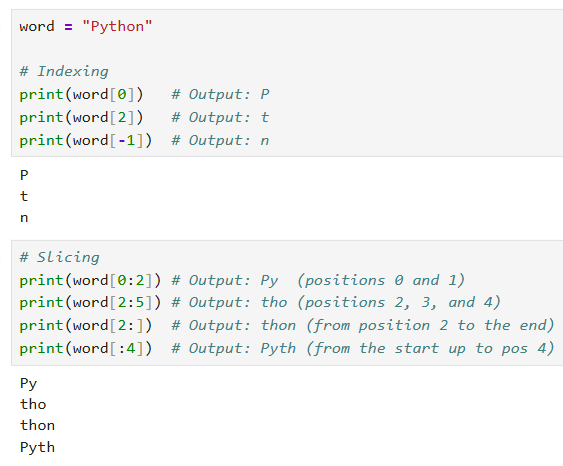 word = "Python"
# Indexing
print(word[0])   # Output: P
print(word[2])   # Output: t
print(word[-1])  # Output: n
P
t
n
# Slicing
print(word[0:2]) # Output: Py  (positions 0 and 1)
print(word[2:5]) # Output: tho (positions 2, 3, and 4)
print(word[2:])  # Output: thon (from position 2 to the end)
print(word[:4])  # Output: Pyth (from the start up to pos 4)
Py
tho
thon
Pyth